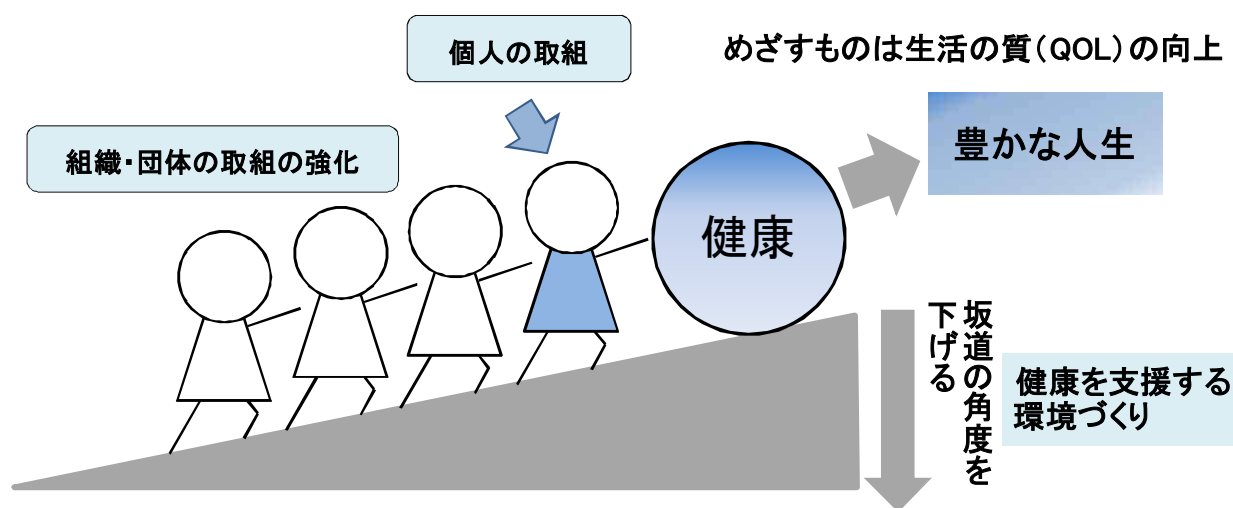 個人の取組
めざすものは生活の質(QOL)の向上
豊かな人生
組織・団体の取組の強化
健康
坂道の角度を
下げる
健康を支援する
環境づくり